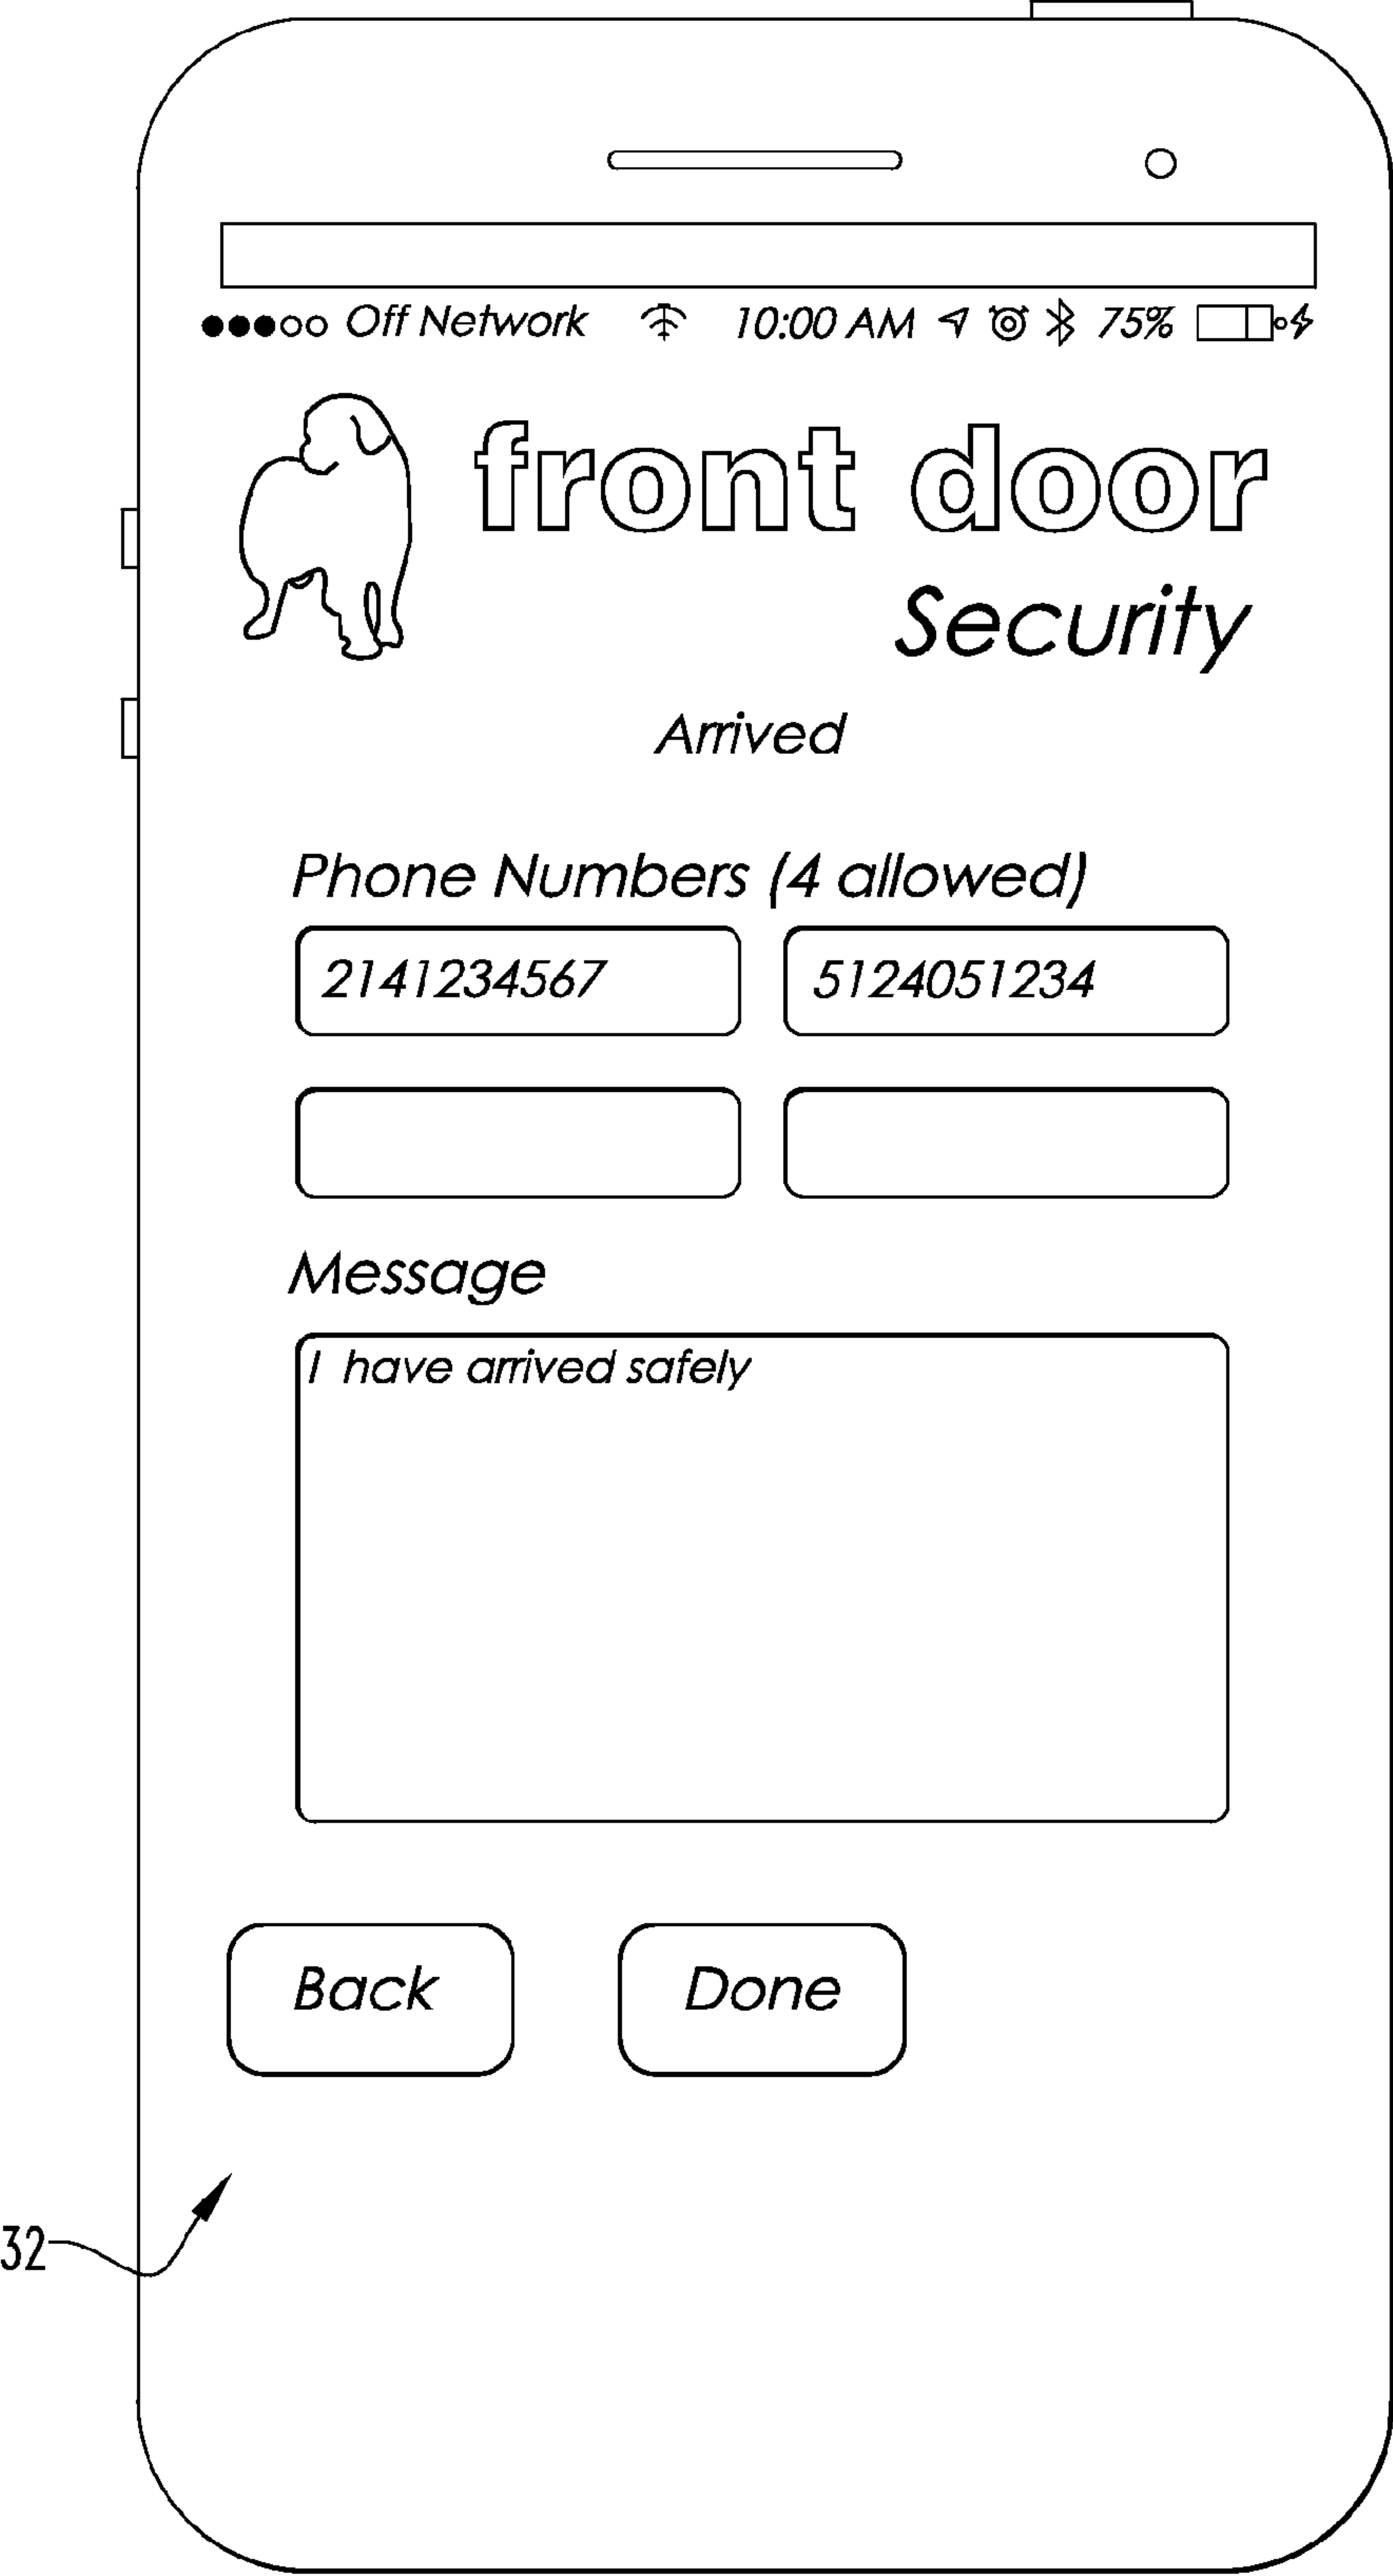 Off Network 10:00 AM 75%
front door
Security
Arrived
Phone Numbers (4 allowed)
2141234567 5124051234
Message
I have arrived safely
Back Done
32